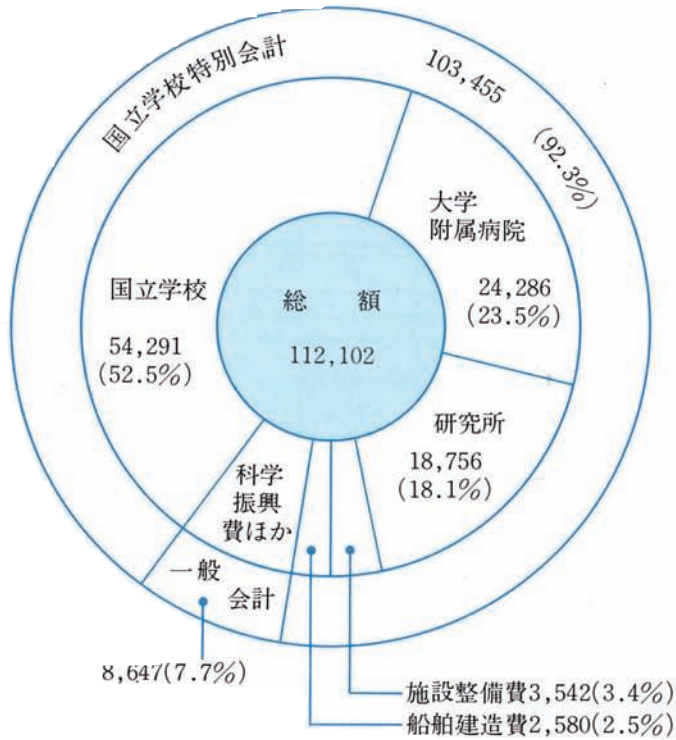 国立学校特別会計
103,455
(92.3%)
大学
附属病院
24,286
(23.5%)
国立学校
54,291
(52.5%)
総 額
112,102
研究所
18,756
(18.1%)
科学
振興
費ほか
一般
会計
8,647(7.7%)
施設整備費3,542(3.4%)
船舶建造費2,580(2.5%)